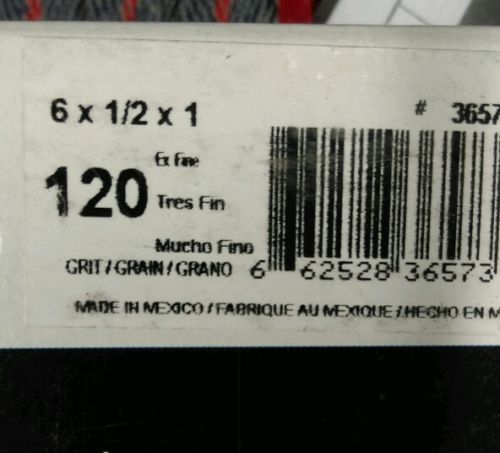 6 x 1/2 x 1
# 3657
Ex Fine
120 Tres Fin
Mucho Fino
GRIT / GRAIN / GRANO
6 62528 36573
MADE IN MEXICO / FABRIQUE AU MEXIQUE / HECHO EN M